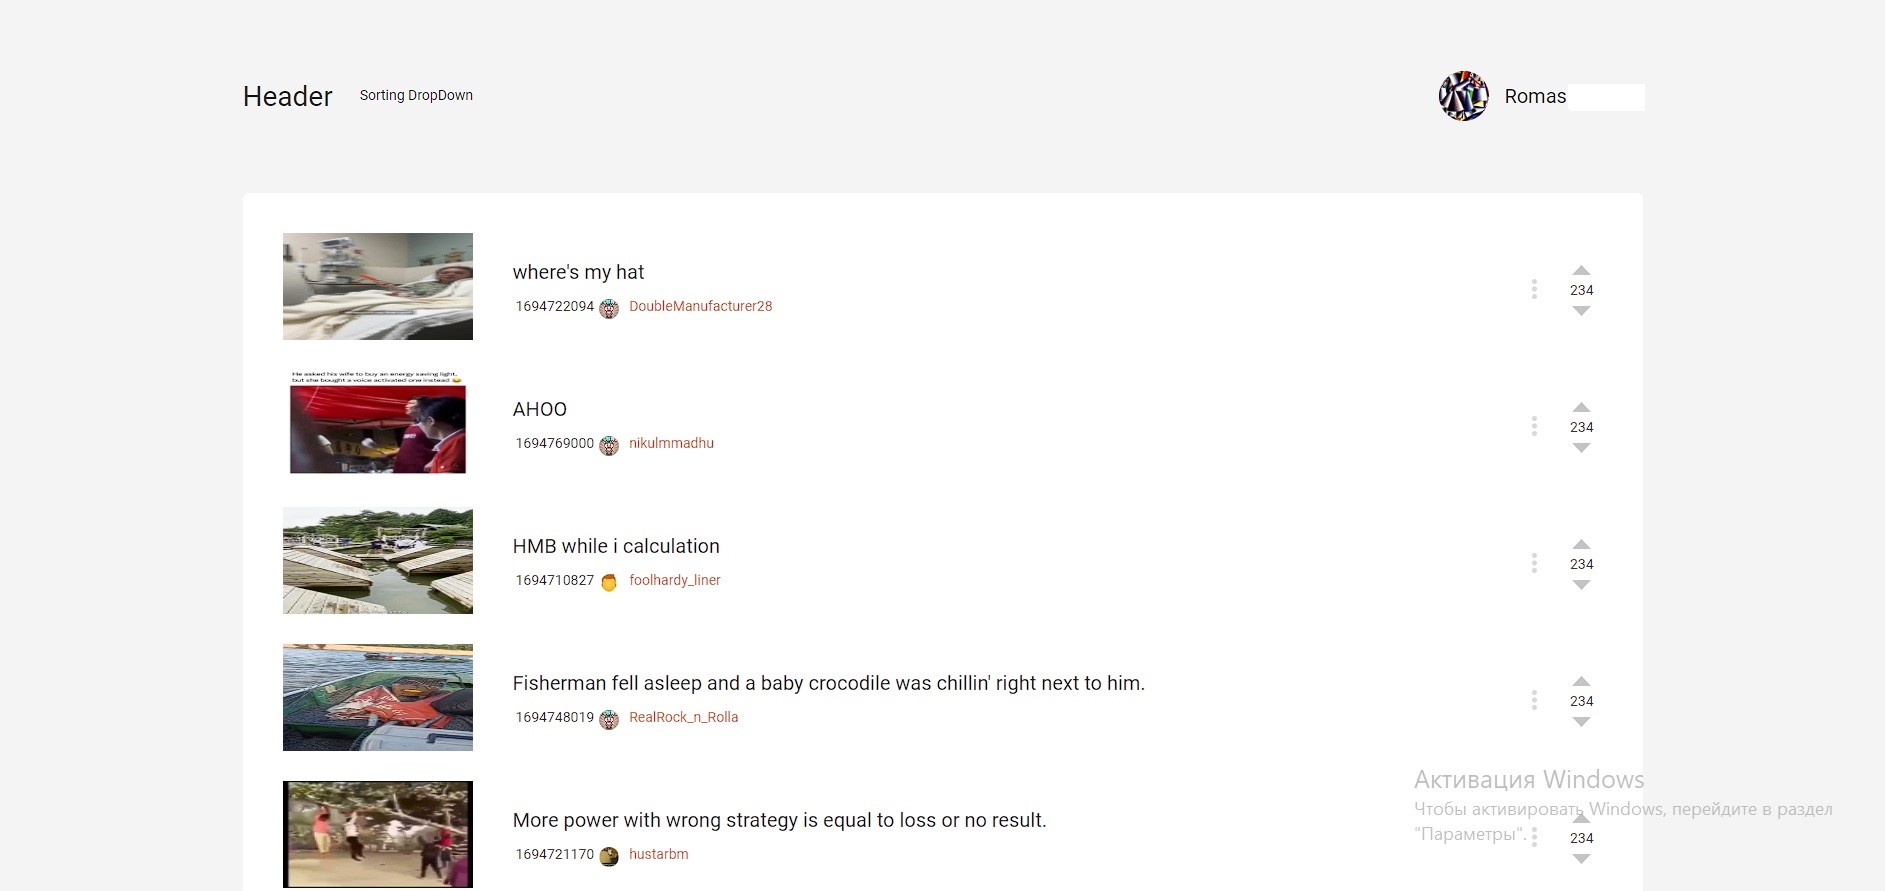 Header
Sorting DropDown
Romas
where's my hat
1694722094 DoubleManufacturer28
234
He asked his wife to buy an energy saving light,
but she bought a voice activated one instead 😂
AHOO
1694769000 nikulmmadhu
234
HMB while i calculation
1694710827 foolhardy_liner
234
Fisherman fell asleep and a baby crocodile was chillin' right next to him.
1694748019 RealRock_n_Rolla
234
More power with wrong strategy is equal to loss or no result.
1694721170 hustarbm
234
Активация Windows
Чтобы активировать Windows, перейдите в раздел
"Параметры".